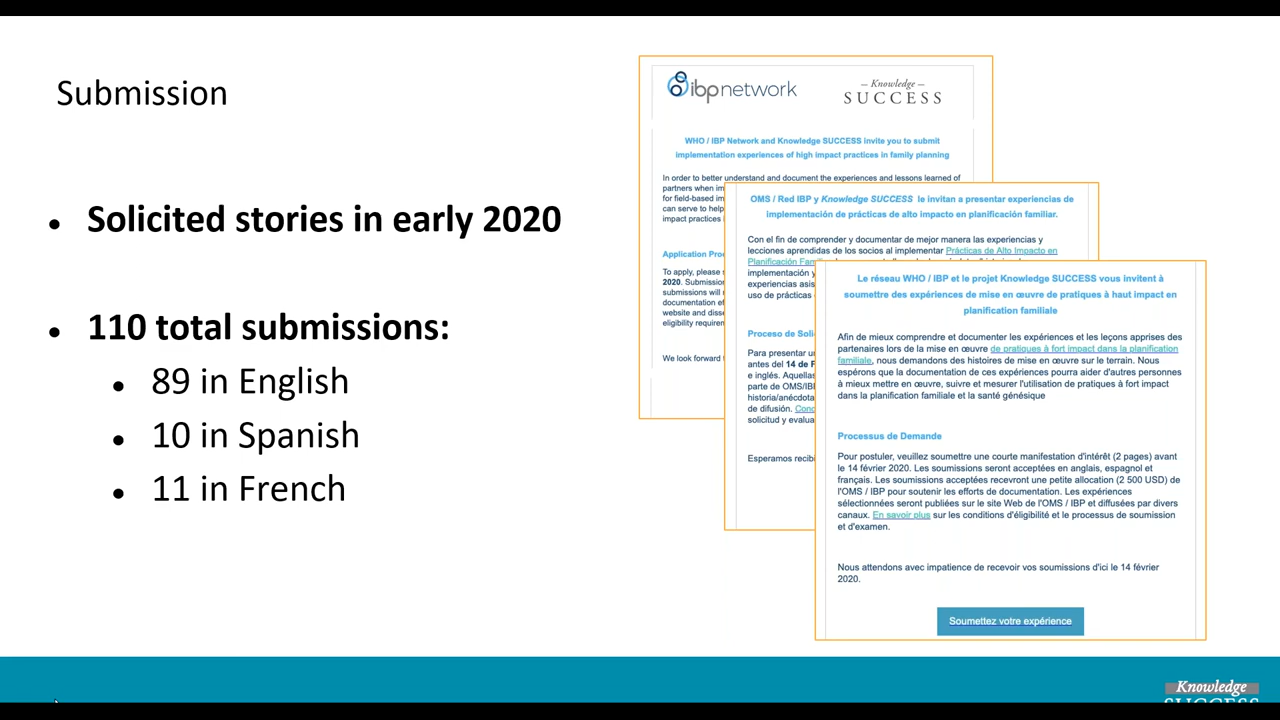 Submission
Solicited stories in early 2020
110 total submissions:
89 in English
10 in Spanish
11 in French
ibpnetwork
— Knowledge —
SUCCESS
WHO / IBP Network and Knowledge SUCCESS invite you to submit
implementation experiences of high impact practices in family planning
In order to better understand and document the experiences and lessons learned of
partners when im
for field-based im
can serve to help
impact practices
Application Pro
To apply, please
2020. Submission
submissions will
documentation ef
website and disse
eligibility requirem
We look forward
OMS / Red IBP y Knowledge SUCCESS le invitan a presentar experiencias de
implementación de prácticas de alto impacto en planificación familiar.
Con el fin de comprender y documentar de mejor manera las experiencias y
lecciones aprendidas de los socios al implementar Prácticas de Alto Impacto en
Planificación Fami
implementación y
experiencias asis
uso de prácticas
Proceso de Soli
Para presentar un
antes del 14 de F
e inglés. Aquellas
parte de OMS/IB
historia/anécdota
de difusión. Cono
solicitud y evalua
Esperamos recibi
Le réseau WHO / IBP et le projet Knowledge SUCCESS vous invitent à
soumettre des expériences de mise en œuvre de pratiques à haut impact en
planification familiale
Afin de mieux comprendre et documenter les expériences et les leçons apprises des
partenaires lors de la mise en œuvre de pratiques à fort impact dans la planification
familiale, nous demandons des histoires de mise en œuvre sur le terrain. Nous
espérons que la documentation de ces expériences pourra aider d'autres personnes
à mieux mettre en œuvre, suivre et mesurer l'utilisation de pratiques à fort impact
dans la planification familiale et la santé génésique
Processus de Demande
Pour postuler, veuillez soumettre une courte manifestation d'intérêt (2 pages) avant
le 14 février 2020. Les soumissions seront acceptées en anglais, espagnol et
français. Les soumissions acceptées recevront une petite allocation (2 500 USD) de
l'OMS / IBP pour soutenir les efforts de documentation. Les expériences
sélectionnées seront publiées sur le site Web de l'OMS / IBP et diffusées par divers
canaux. En savoir plus sur les conditions d'éligibilité et le processus de soumission
et d'examen.
Nous attendons avec impatience de recevoir vos soumissions d'ici le 14 février
2020.
Soumettez votre expérience
Knowledge
SUCCESS